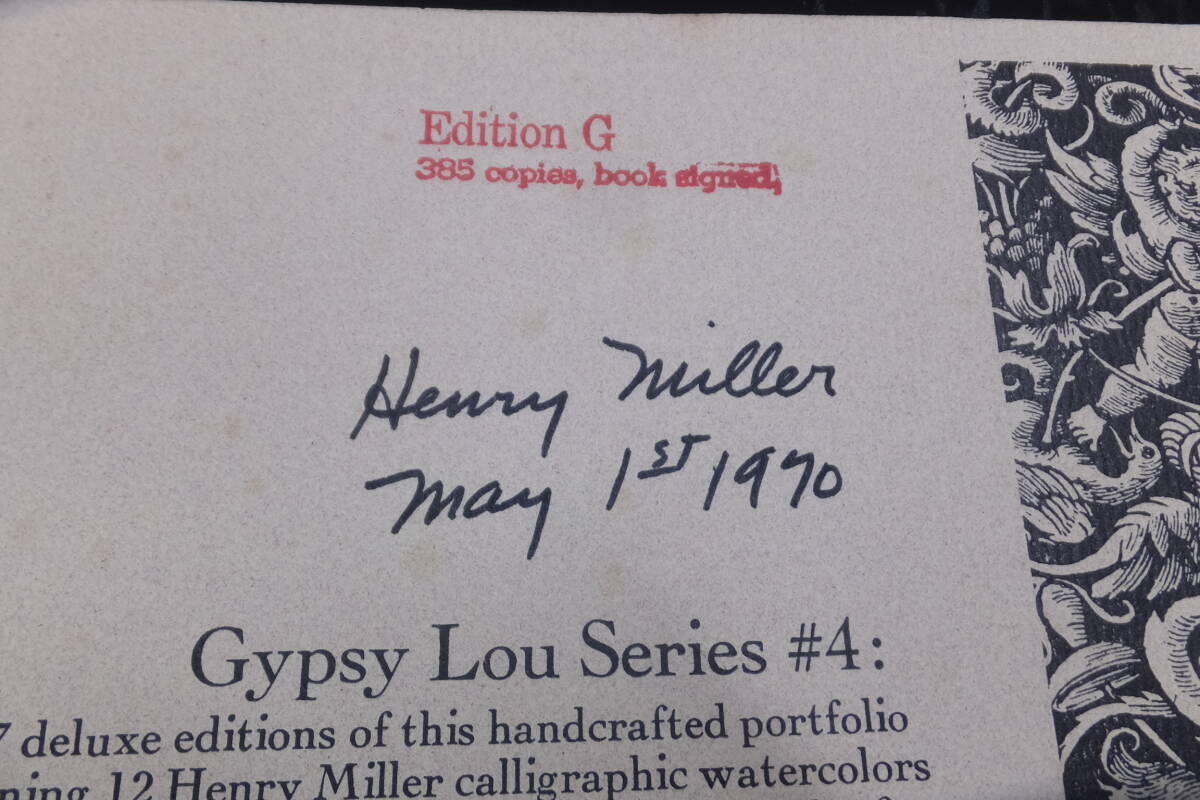 Edition G
385 copies, book signed,
Henry Miller
May 1ST 1970
Gypsy Lou Series #4:
7 deluxe editions of this handcrafted portfolio
12 Henry Miller calligraphic watercolors